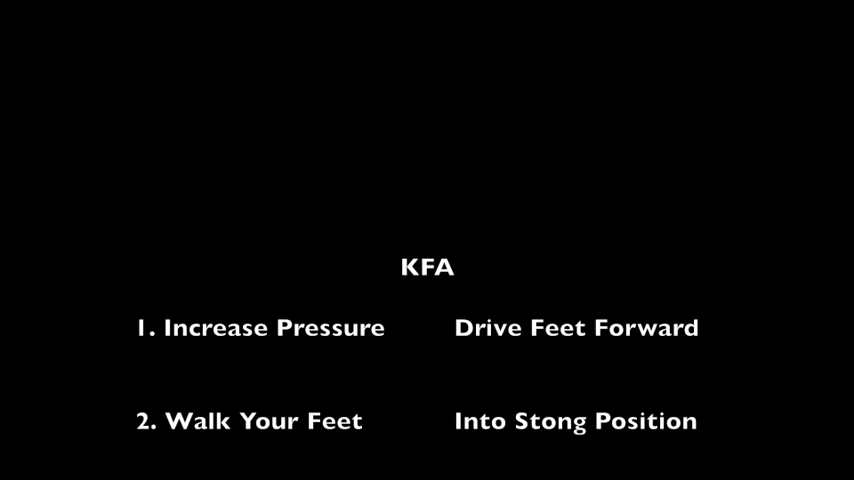 KFA
1. Increase Pressure Drive Feet Forward
2. Walk Your Feet Into Stong Position